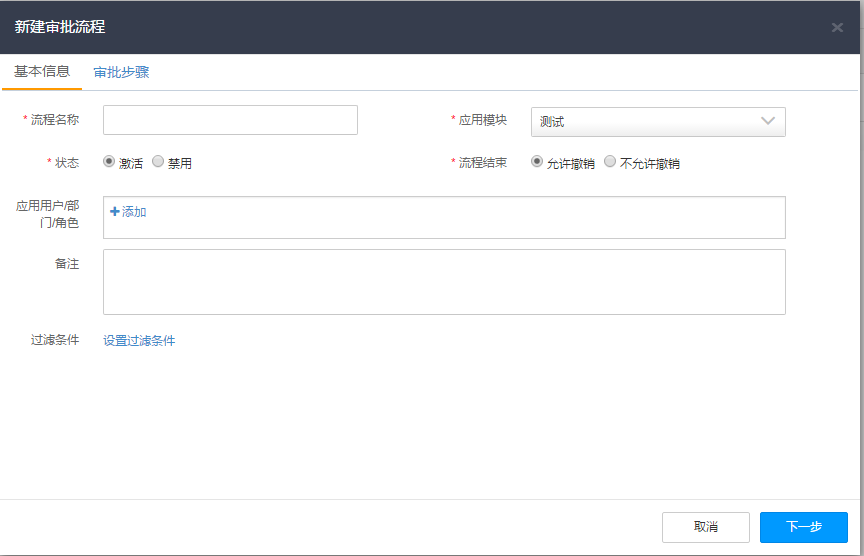 新建审批流程
基本信息 审批步骤
* 流程名称
* 应用模块 测试
* 状态 激活 禁用
* 流程结束 允许撤销 不允许撤销
应用用户/部
门/角色
添加
备注
过滤条件 设置过滤条件
取消 下一步